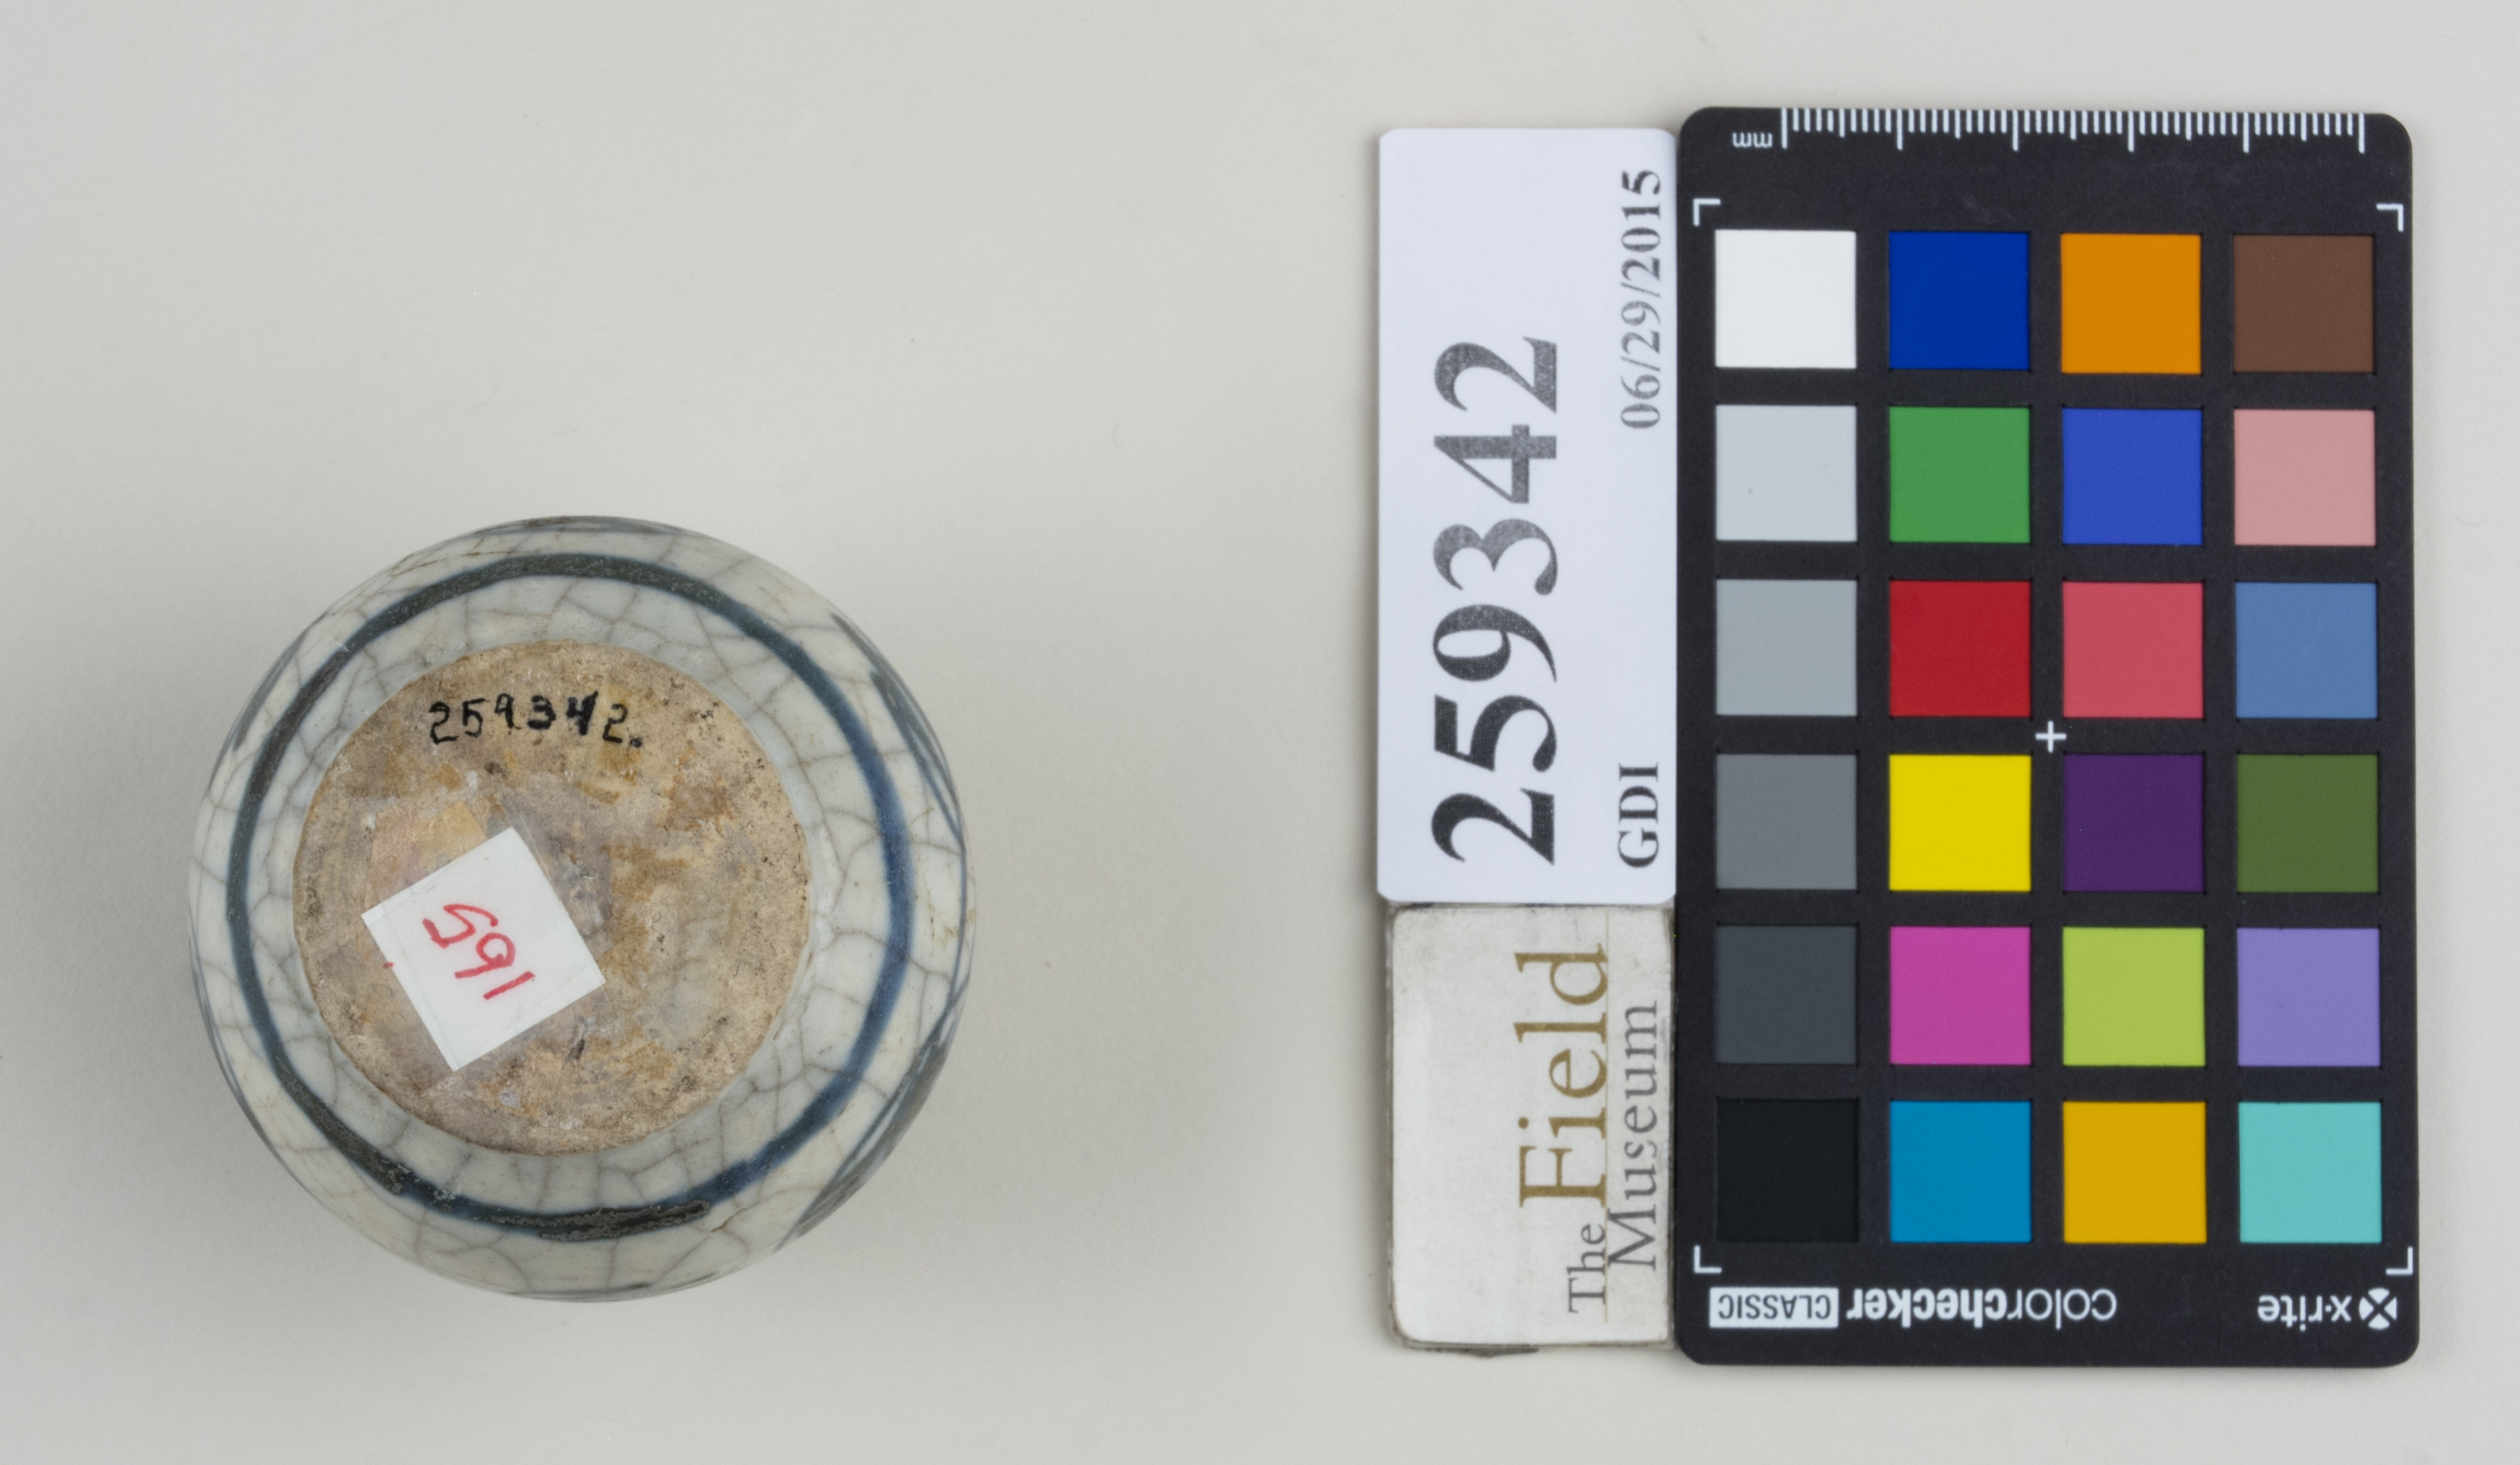 259342.
165
259342
GDI 06/29/2015
The Field
Museum
mm
x-rite colorchecker CLASSIC